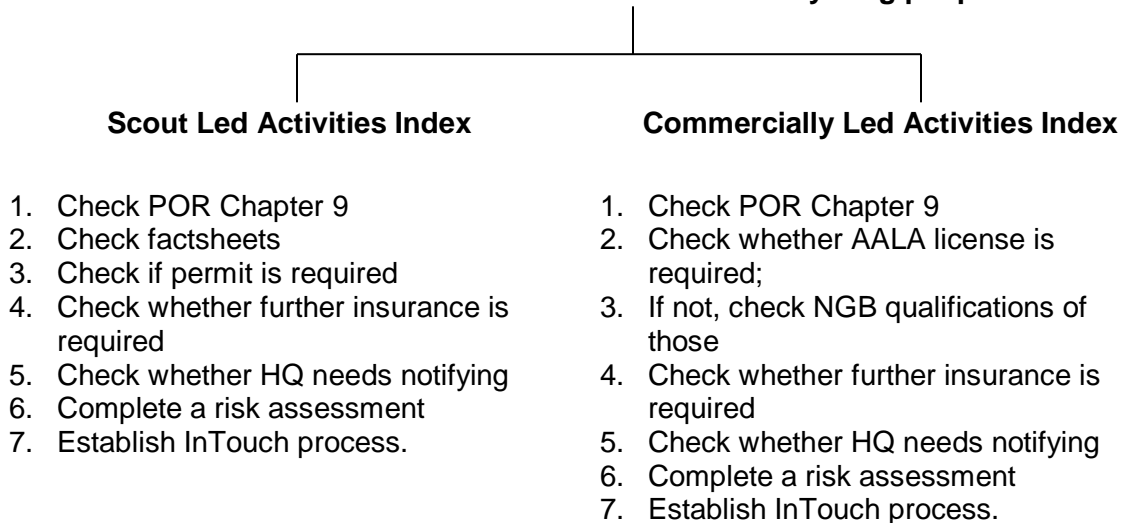 Scout Led Activities Index
1. Check POR Chapter 9
2. Check factsheets
3. Check if permit is required
4. Check whether further insurance is
required
5. Check whether HQ needs notifying
6. Complete a risk assessment
7. Establish InTouch process.
Commercially Led Activities Index
1. Check POR Chapter 9
2. Check whether AALA license is
required;
3. If not, check NGB qualifications of
those
4. Check whether further insurance is
required
5. Check whether HQ needs notifying
6. Complete a risk assessment
7. Establish InTouch process.